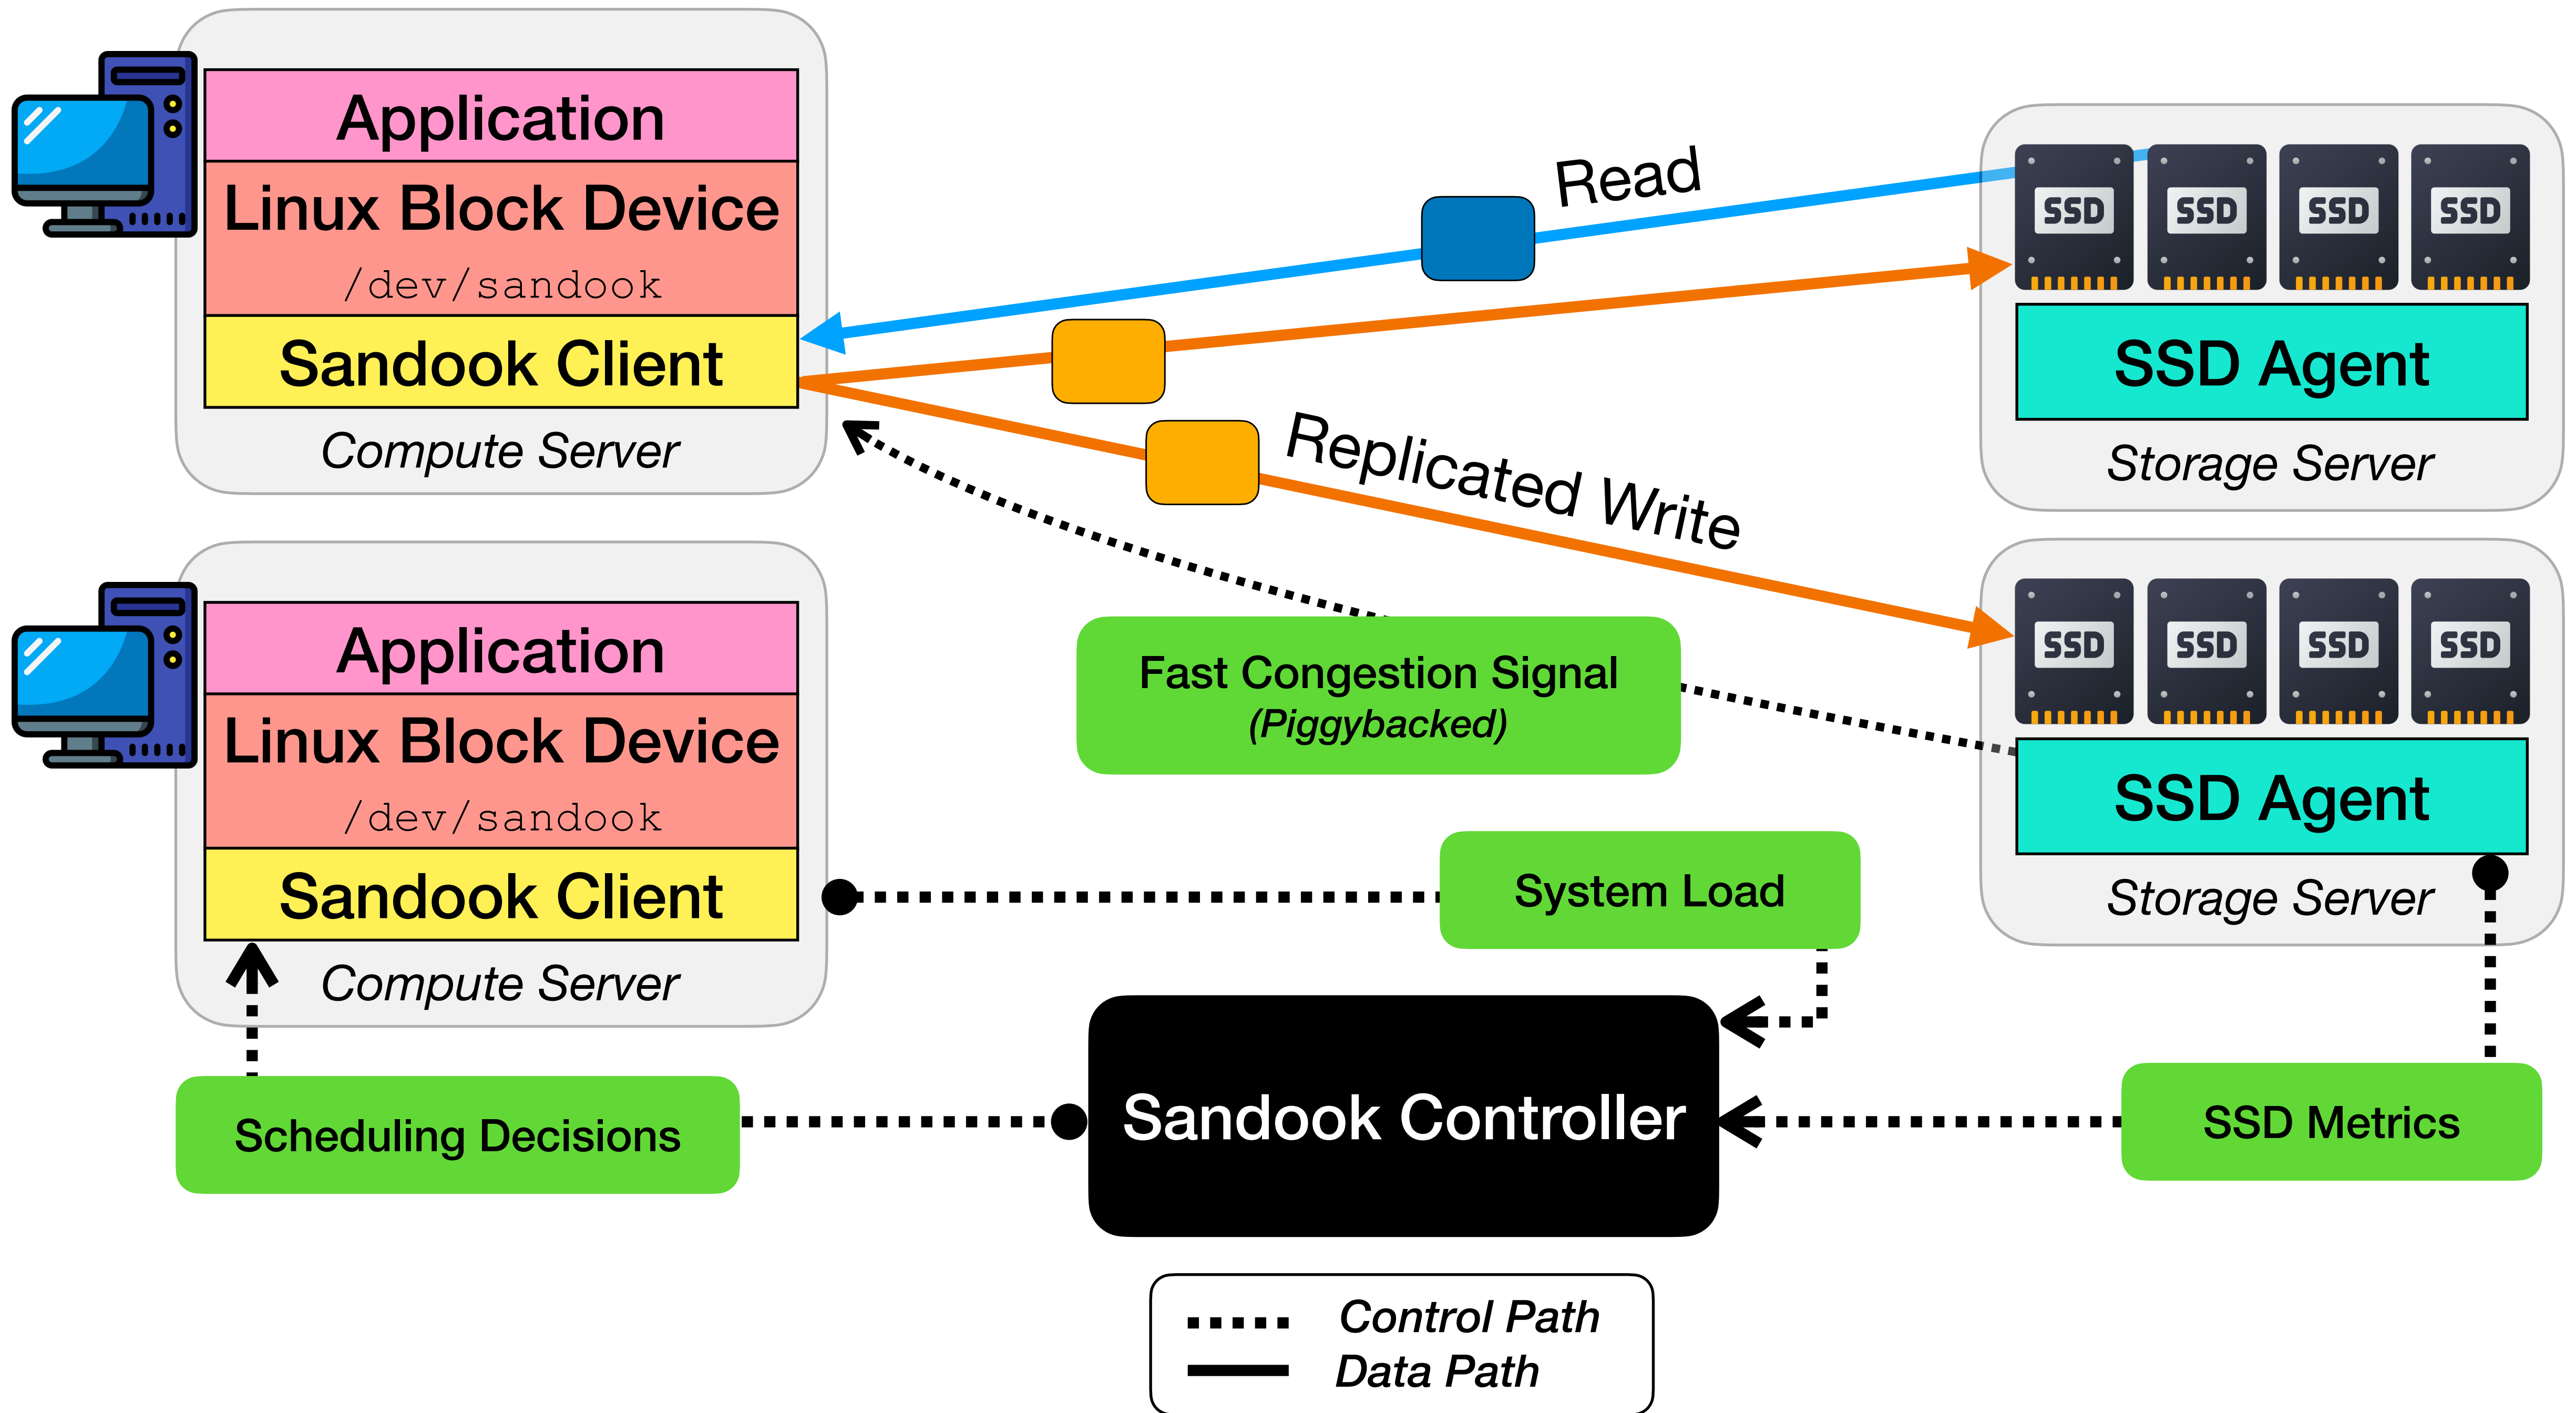 Application
Linux Block Device
/dev/sandook
Sandook Client
Compute Server
Read
Replicated Write
SSD SSD SSD SSD
SSD Agent
Storage Server
Application
Linux Block Device
/dev/sandook
Sandook Client
Compute Server
Fast Congestion Signal
(Piggybacked)
SSD SSD SSD SSD
SSD Agent
Storage Server
System Load
Scheduling Decisions
Sandook Controller
SSD Metrics
Control Path
Data Path